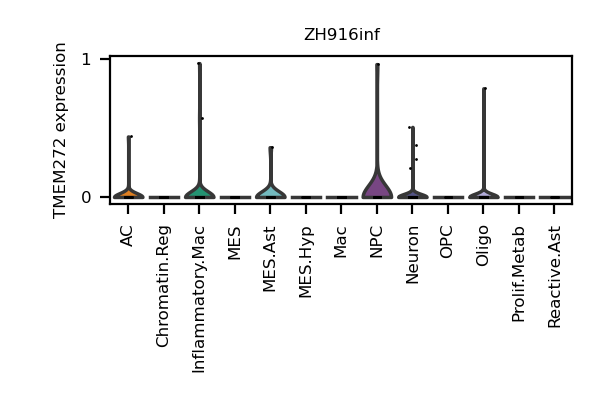 ZH916inf
TMEM272 expression
1
0
AC
Chromatin.Reg
Inflammatory.Mac
MES
MES.Ast
MES.Hyp
Mac
NPC
Neuron
OPC
Oligo
Prolif.Metab
Reactive.Ast